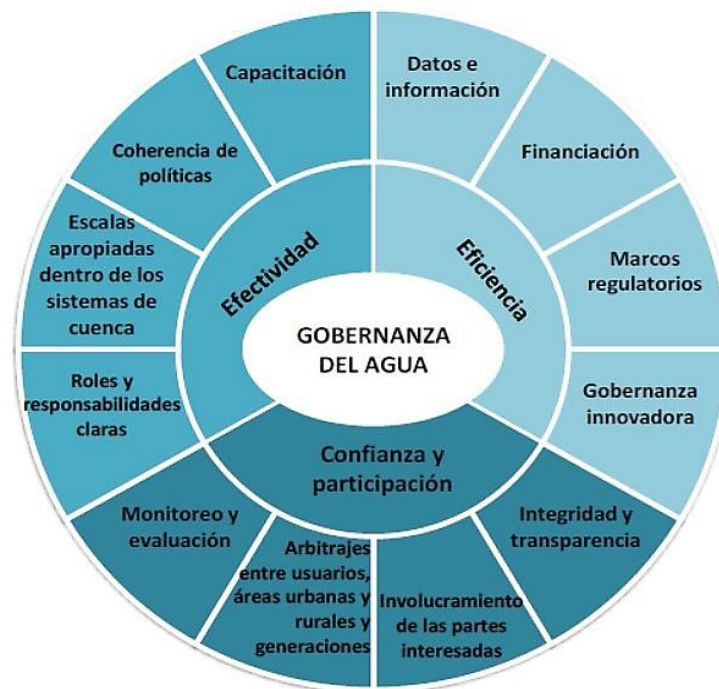 Capacitación
Datos e
información
Coherencia de
políticas
Financiación
Escalas
apropiadas
dentro de los
sistemas de
cuenca
Marcos
regulatorios
Efectividad
Eficiencia
GOBERNANZA
DEL AGUA
Roles y
responsabilidades
claras
Gobernanza
innovadora
Confianza y
participación
Monitoreo y
evaluación
Integridad y
transparencia
Arbitrajes
entre usuarios,
áreas urbanas y
rurales y
generaciones
Involucramiento
de las partes
interesadas